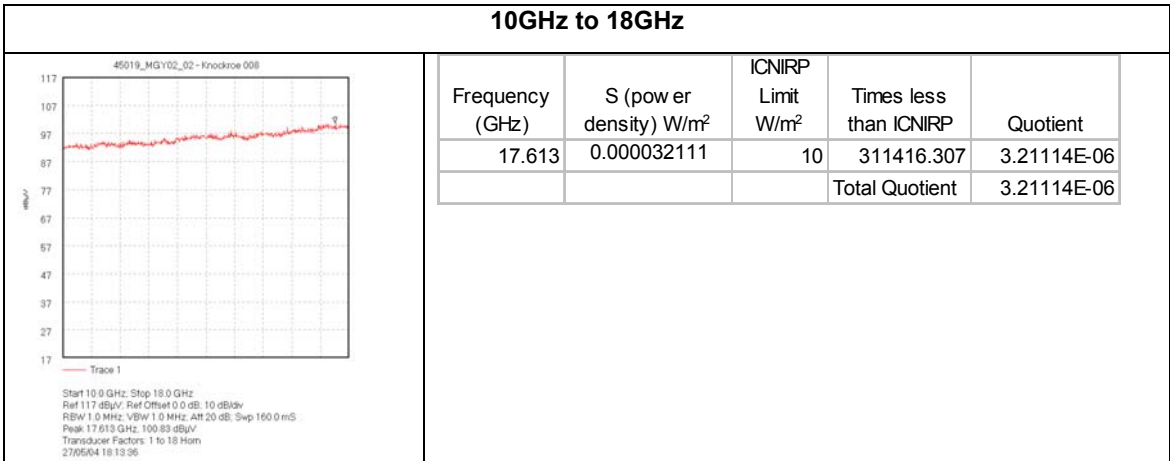 10GHz to 18GHz
45019_MGY02_02 - Knockroe 008
117
107
97
87
77
67
57
47
37
27
17
dBµV
Trace 1
Start 10.0 GHz; Stop 18.0 GHz
Ref 117 dBµV; Ref Offset 0.0 dB; 10 dB/div
RBW 1.0 MHz; VBW 1.0 MHz; Att 20 dB; Swp 160.0 mS
Peak 17.613 GHz, 100.83 dBµV
Transducer Factors: 1 to 18 Horn
27/05/04 18:13:36
Frequency (GHz) S (pow er density) W/m² ICNIRP Limit W/m² Times less than ICNIRP Quotient
17.613 0.000032111 10 311416.307 3.21114E-06
Total Quotient 3.21114E-06